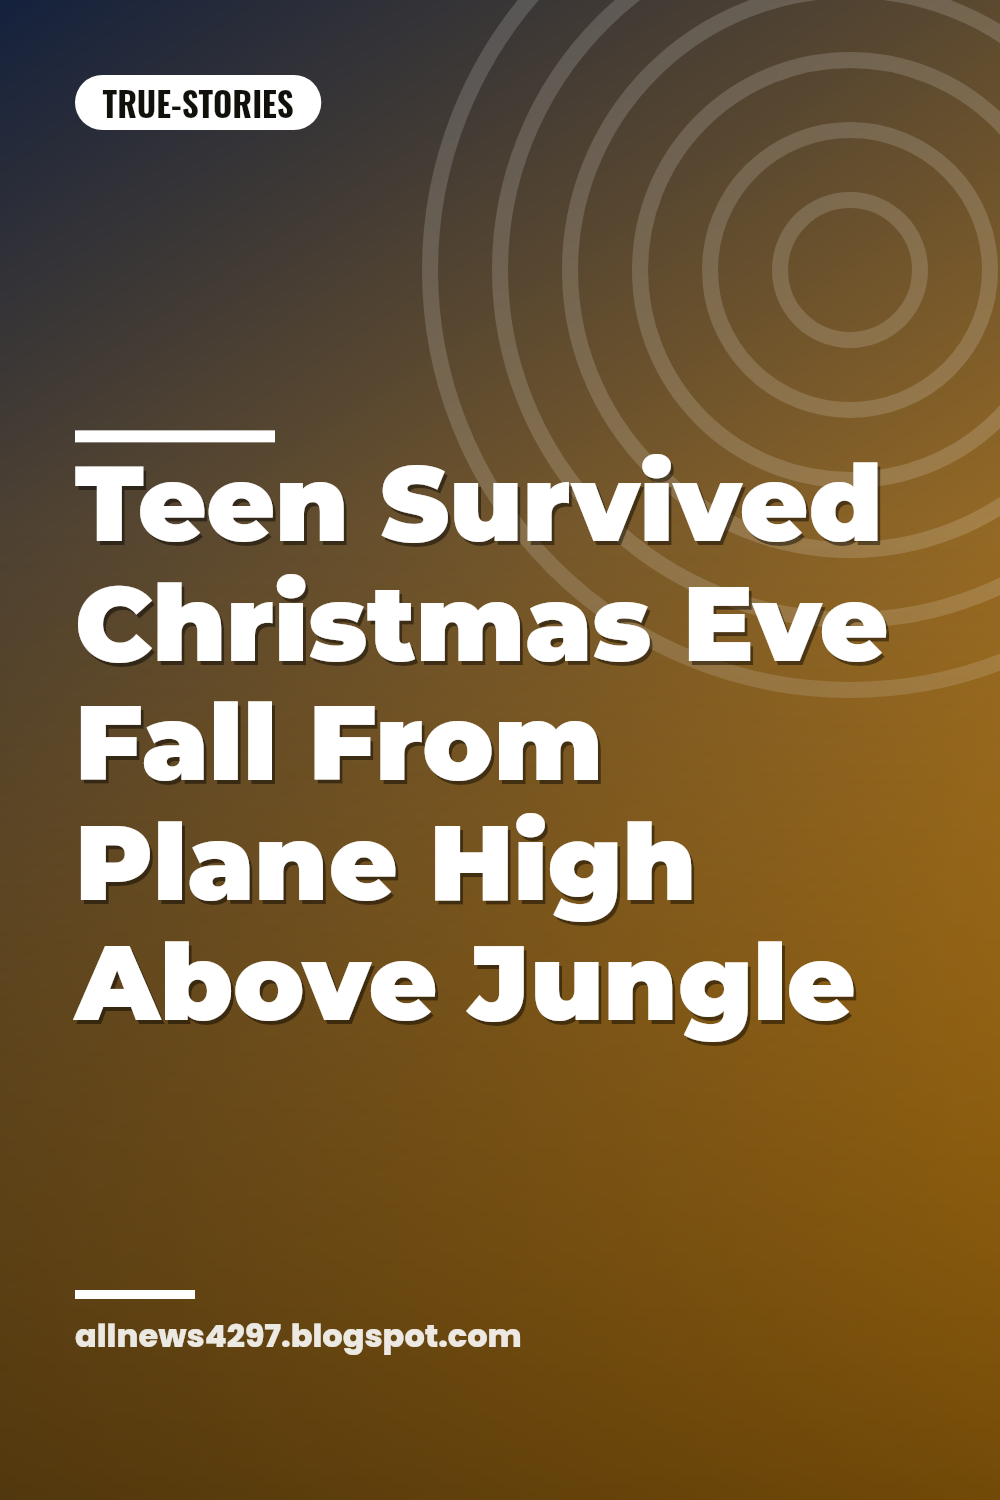 TRUE-STORIES
Teen Survived
Christmas Eve
Fall From
Plane High
Above Jungle
allnews4297.blogspot.com